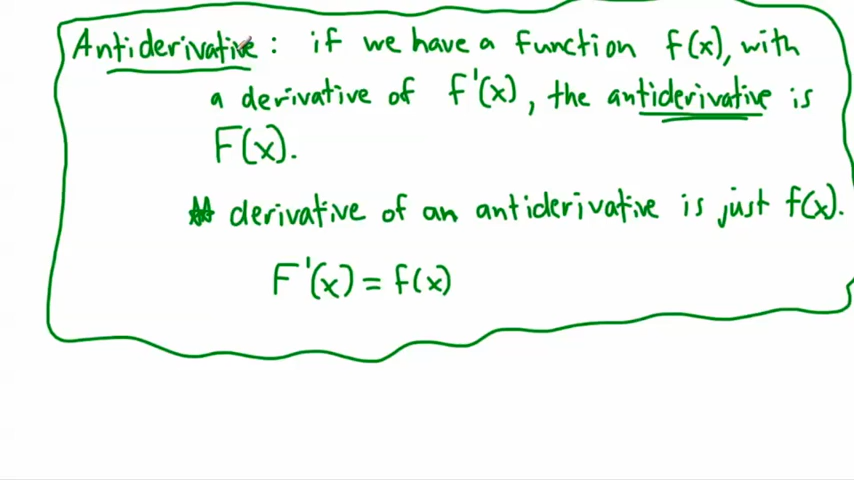 Antiderivative : if we have a function f(x), with
a derivative of f'(x), the antiderivative is
F(x).
derivative of an antiderivative is just f(x).
F'(x) = f(x)